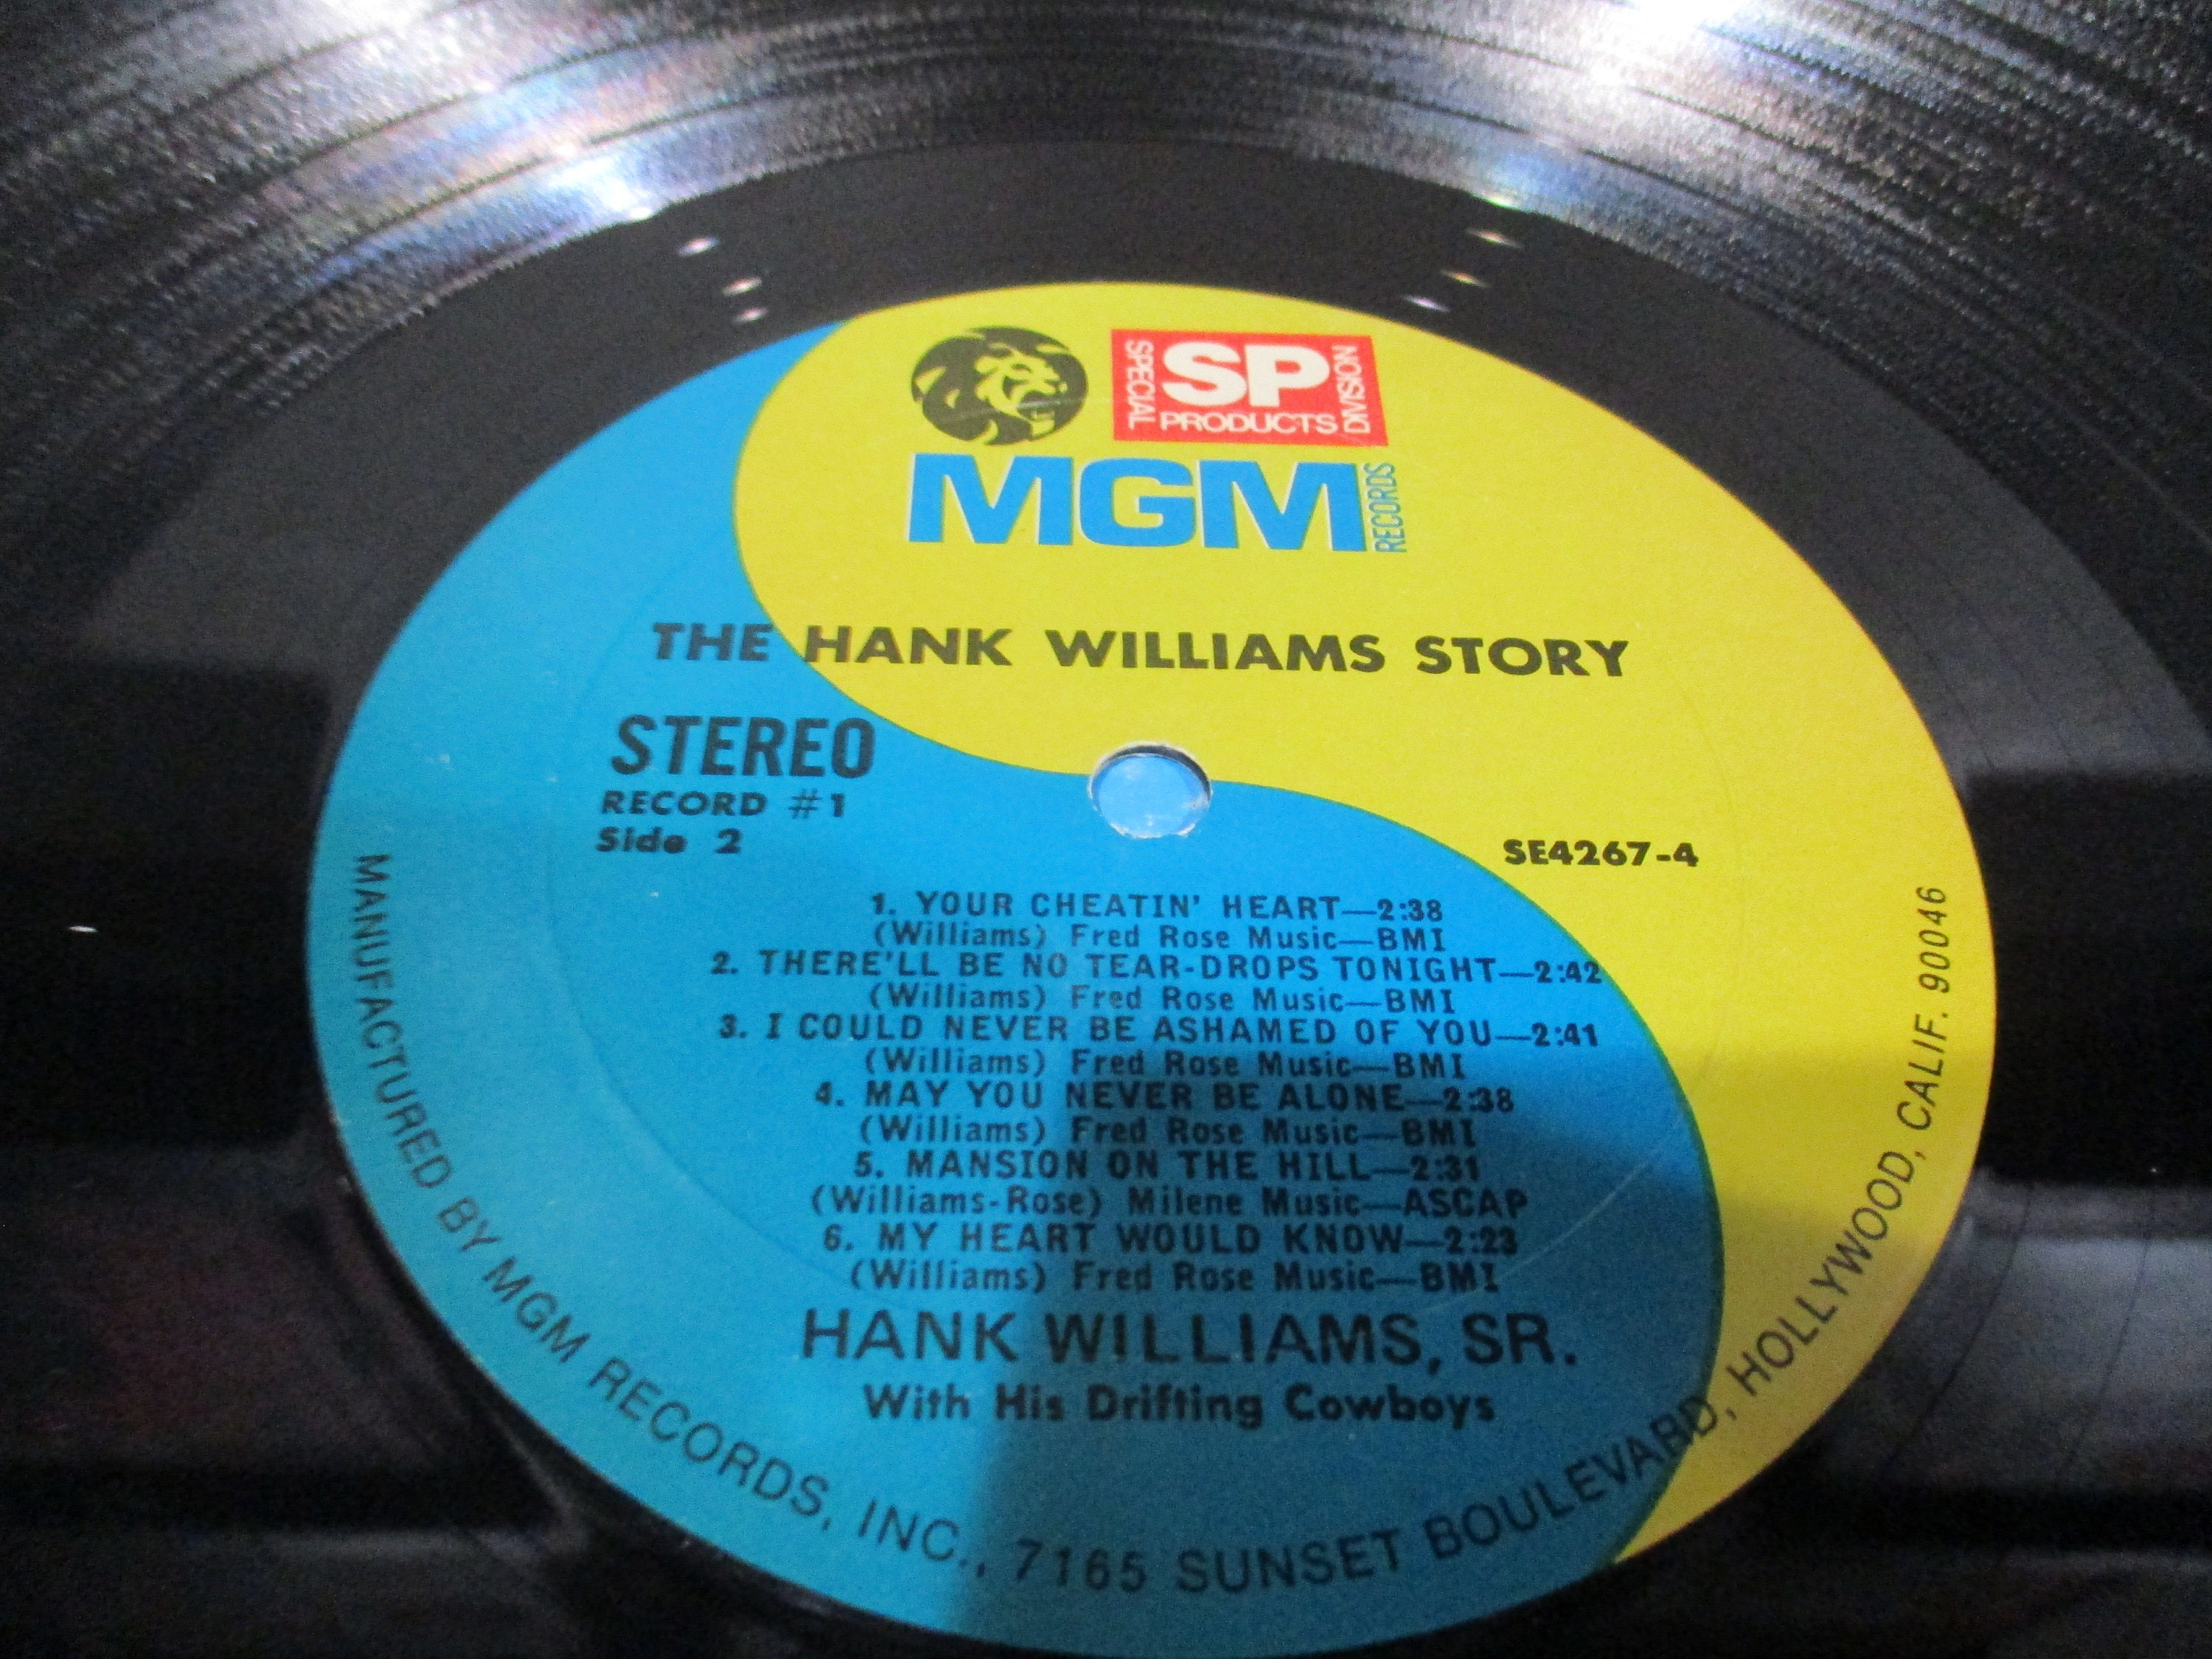 SPECIAL
SP
PRODUCTS
DIVISION
MGM
RECORDS
THE HANK WILLIAMS STORY
STEREO
RECORD #1
Side 2
SE4267-4
1. YOUR CHEATIN' HEART—2:38
(Williams) Fred Rose Music—BMI
2. THERE'LL BE NO TEAR-DROPS TONIGHT—2:42
(Williams) Fred Rose Music—BMI
3. I COULD NEVER BE ASHAMED OF YOU—2:41
(Williams) Fred Rose Music—BMI
4. MAY YOU NEVER BE ALONE—2:38
(Williams) Fred Rose Music—BMI
5. MANSION ON THE HILL—2:31
(Williams-Rose) Milene Music—ASCAP
6. MY HEART WOULD KNOW—2:23
(Williams) Fred Rose Music—BMI
HANK WILLIAMS, SR.
With His Drifting Cowboys
MANUFACTURED BY MGM RECORDS, INC., 7165 SUNSET BOULEVARD, HOLLYWOOD, CALIF. 90046